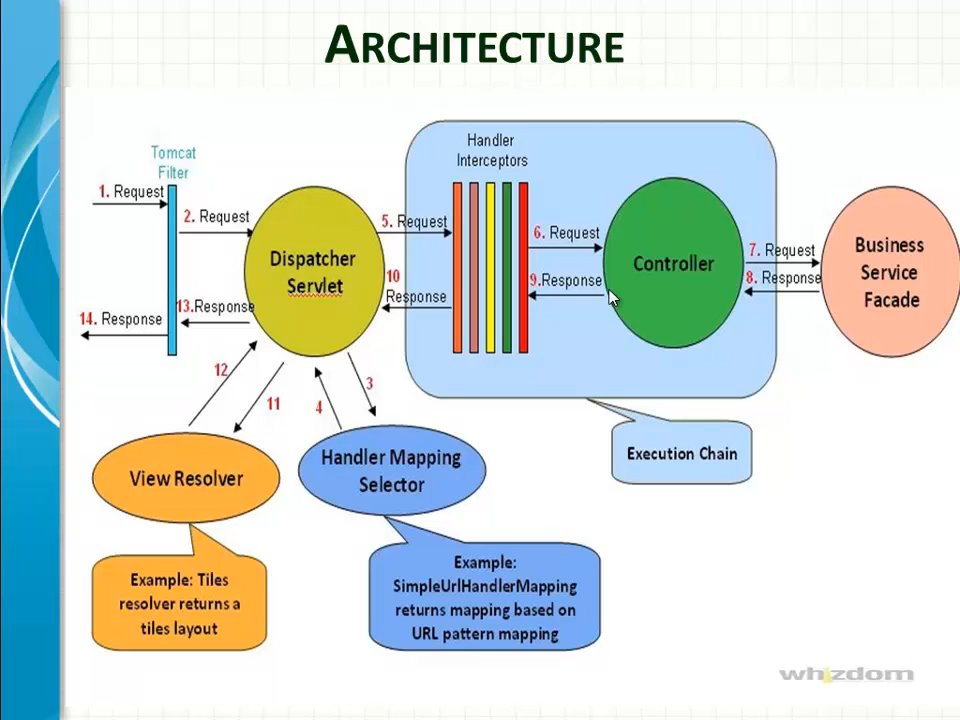 ARCHITECTURE
Handler
Interceptors
Tomcat
Filter
1. Request
2. Request
5. Request
6. Request
7. Request
8. Response
9.Response
10
Response
13.Response
14. Response
Dispatcher
Servlet
Controller
Business
Service
Facade
12
11
4
3
View Resolver
Handler Mapping
Selector
Execution Chain
Example: Tiles
resolver returns a
tiles layout
Example:
SimpleUrlHandlerMapping
returns mapping based on
URL pattern mapping
whizdom